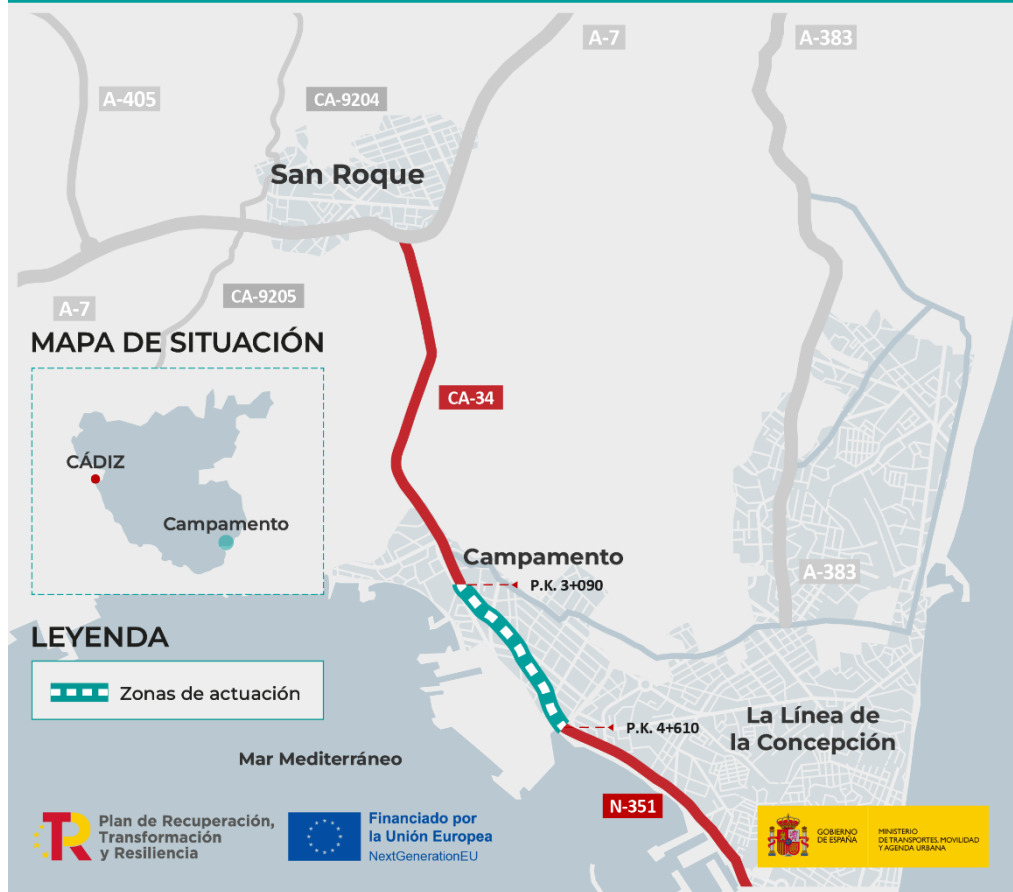 A-7
A-383
A-405
CA-9204
San Roque
A-7
CA-9205
MAPA DE SITUACIÓN
CA-34
CÁDIZ
Campamento
Campamento
P.K. 3+090
A-383
LEYENDA
Zonas de actuación
La Línea de
la Concepción
P.K. 4+610
Mar Mediterráneo
N-351
TR
Plan de Recuperación,
Transformación
y Resiliencia
Financiado por
la Unión Europea
NextGenerationEU
GOBIERNO
DE ESPAÑA
MINISTERIO
DE TRANSPORTES, MOVILIDAD
Y AGENDA URBANA